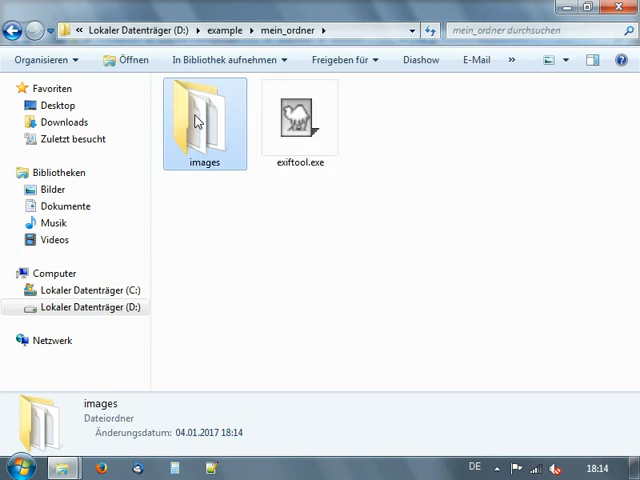 « Lokaler Datenträger (D:) example mein_ordner
mein_ordner durchsuchen
Organisieren Öffnen In Bibliothek aufnehmen Freigeben für Diashow E-Mail »
Favoriten
Desktop
Downloads
Zuletzt besucht
Bibliotheken
Bilder
Dokumente
Musik
Videos
Computer
Lokaler Datenträger (C:)
Lokaler Datenträger (D:)
Netzwerk
images
exiftool.exe
images
Dateiordner
Änderungsdatum: 04.01.2017 18:14
DE 18:14